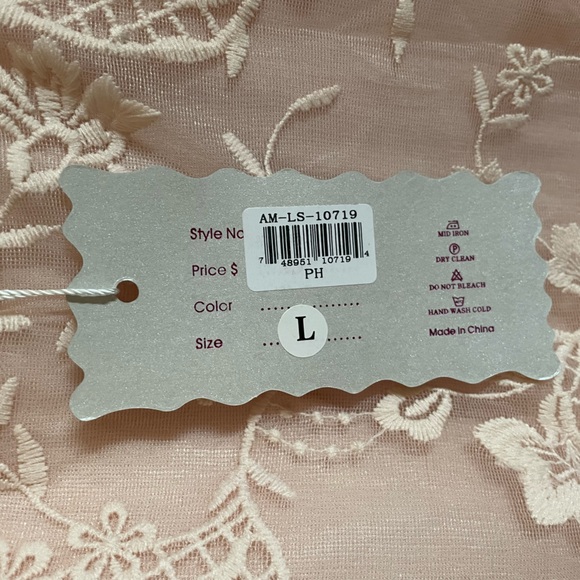 AM-LS-10719
Style No
7 48951 10719 4
Price $
PH
Color ................
L
Size
MID IRON
DRY CLEAN
DO NOT BLEACH
HAND WASH COLD
Made in China